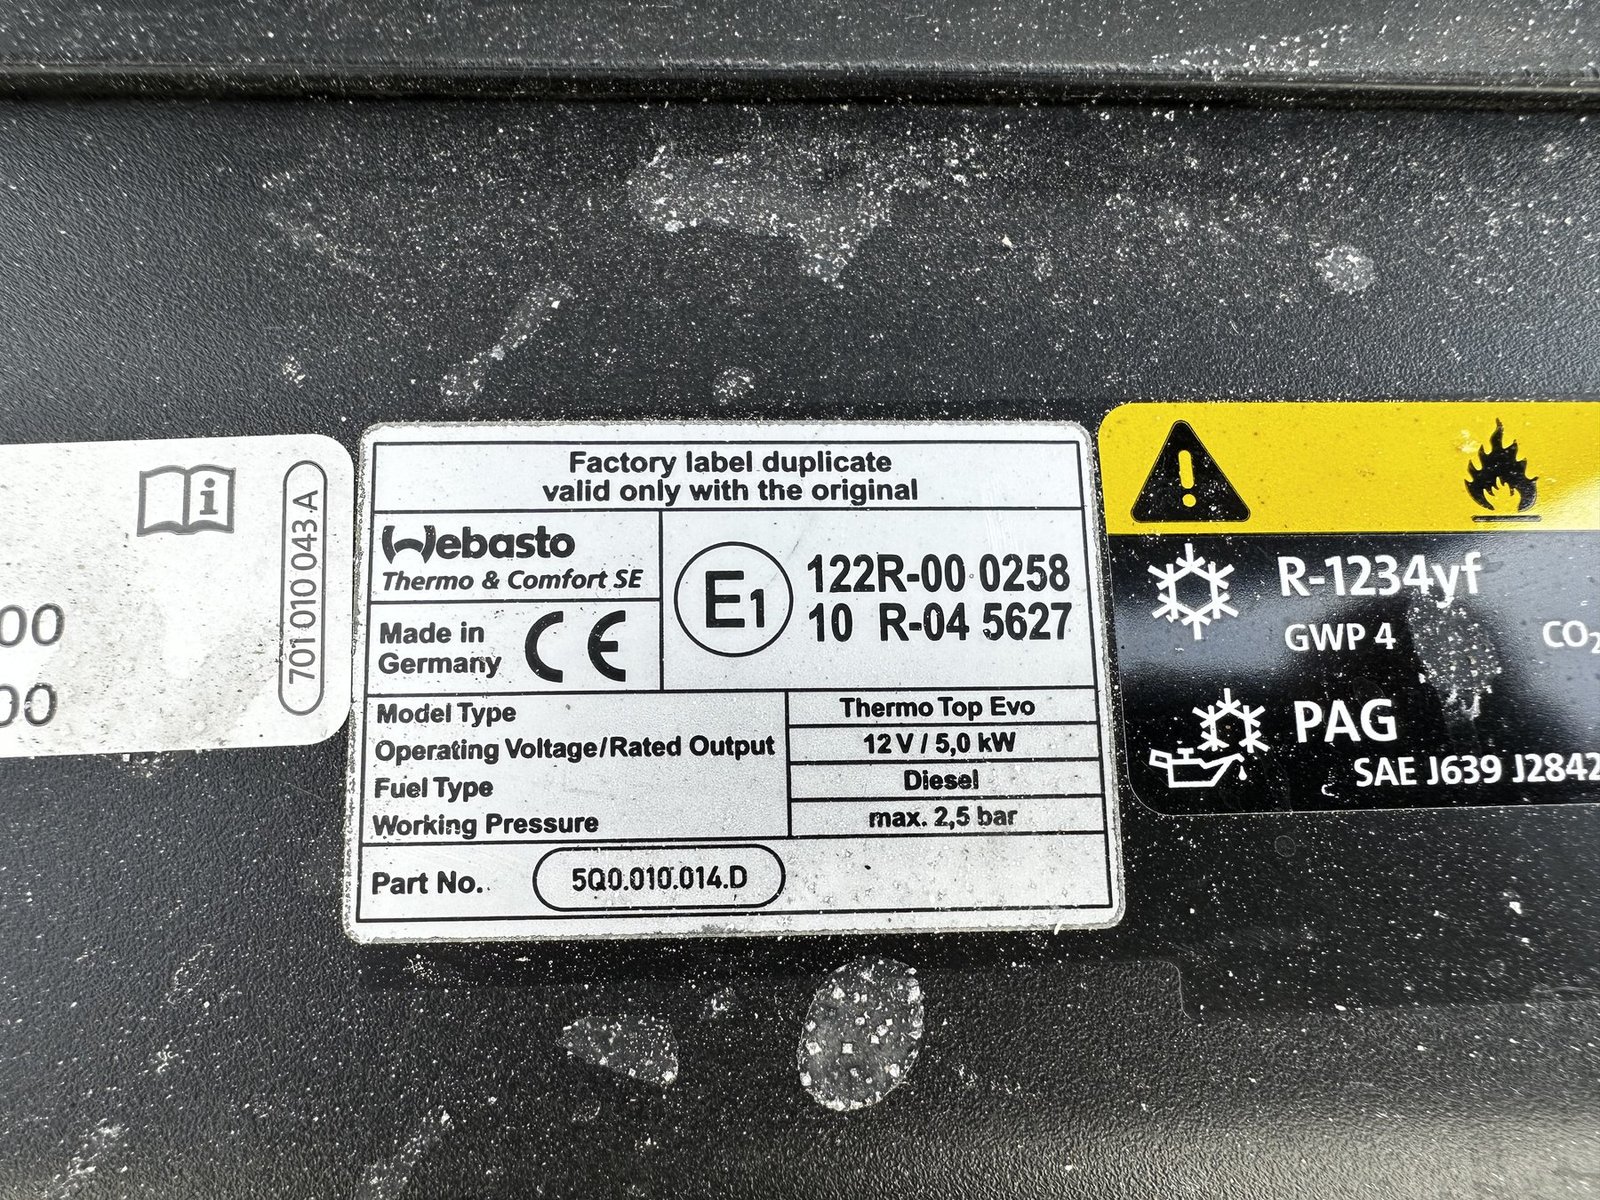 00
00
701 010 043 A
Factory label duplicate
valid only with the original
Webasto
Thermo & Comfort SE
Made in
Germany
CE
E1
122R-00 0258
10 R-04 5627
Model Type
Thermo Top Evo
Operating Voltage/Rated Output
12 V / 5,0 kW
Fuel Type
Diesel
Working Pressure
max. 2,5 bar
Part No.
5Q0.010.014.D
R-1234yf
GWP 4
CO2
PAG
SAE J639 J2842